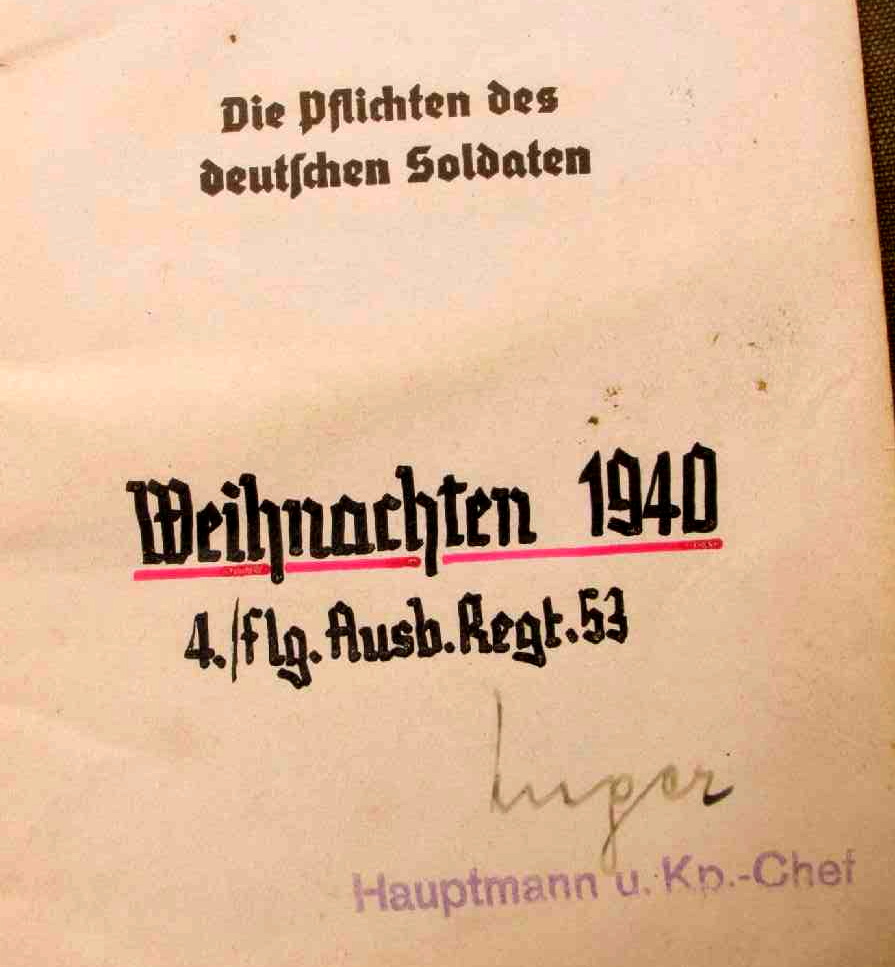 Die Pflichten des
deutschen Soldaten
Weihnachten 1940
4./Flg. Ausb. Regt. 53
Hauptmann u. Kp.-Chef